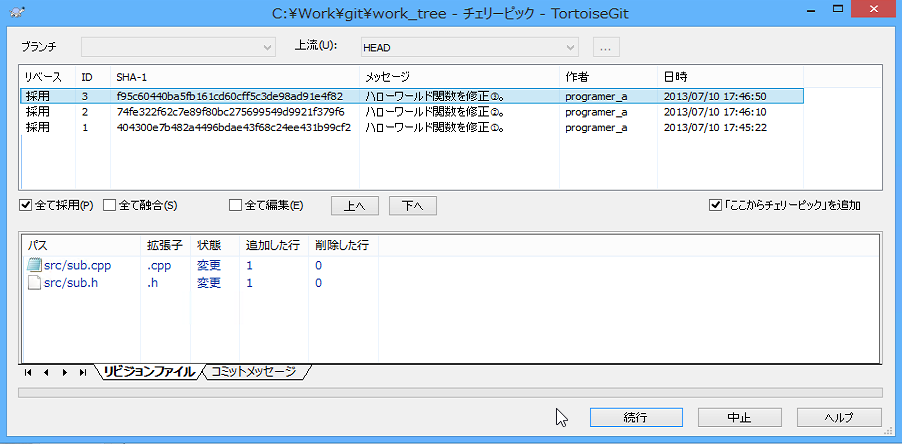 C:¥Work¥git¥work_tree - チェリーピック - TortoiseGit
ブランチ 上流(U): HEAD ...
リベース ID SHA-1 メッセージ 作者 日時
採用 3 f95c60440ba5fb161cd60cff5c3de98ad91e4f82 ハローワールド関数を修正③。 programer_a 2013/07/10 17:46:50
採用 2 74fe322f62c7e89f80bc275699549d9921f379f6 ハローワールド関数を修正②。 programer_a 2013/07/10 17:46:10
採用 1 404300e7b482a4496bdae43f68c24ee431b99cf2 ハローワールド関数を修正①。 programer_a 2013/07/10 17:45:22
全て採用(P) 全て融合(S) 全て編集(E) 上へ 下へ 「ここからチェリーピック」を追加
パス 拡張子 状態 追加した行 削除した行
src/sub.cpp .cpp 変更 1 0
src/sub.h .h 変更 1 0
リビジョンファイル コミットメッセージ
続行 中止 ヘルプ